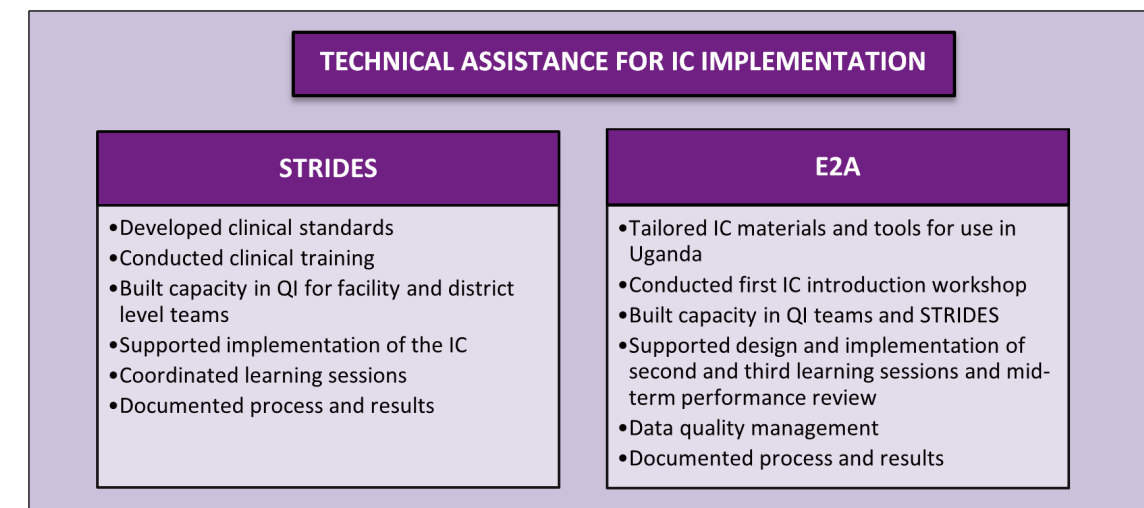 TECHNICAL ASSISTANCE FOR IC IMPLEMENTATION
STRIDES
•Developed clinical standards
•Conducted clinical training
•Built capacity in QI for facility and district
level teams
•Supported implementation of the IC
•Coordinated learning sessions
•Documented process and results
E2A
•Tailored IC materials and tools for use in
Uganda
•Conducted first IC introduction workshop
•Built capacity in QI teams and STRIDES
•Supported design and implementation of
second and third learning sessions and mid-
term performance review
•Data quality management
•Documented process and results